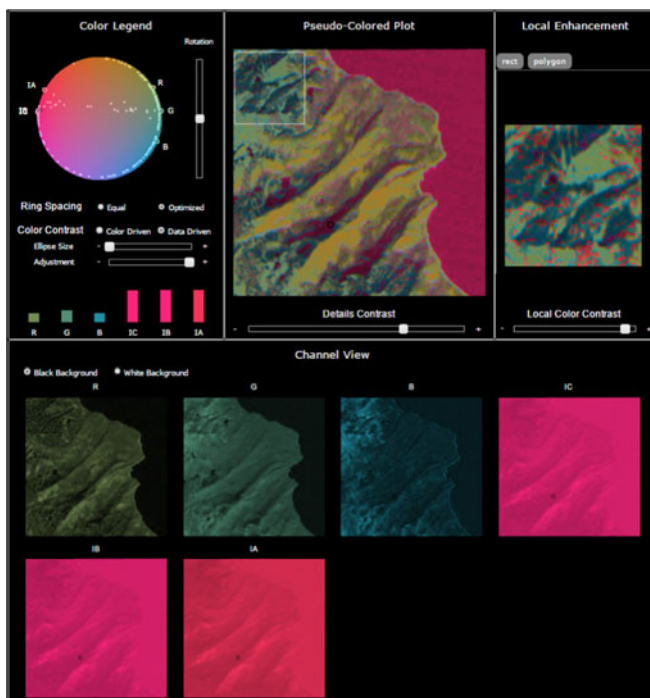 Color Legend
Rotation
IA
R
G
B
Ring Spacing
Equal
Optimized
Color Contrast
Color Driven
Data Driven
Ellipse Size
- +
Adjustment
- +
R G B IC IB IA
Pseudo-Colored Plot
Details Contrast
- +
Local Enhancement
rect polygon
Local Color Contrast
- +
Channel View
Black Background White Background
R G B IC
IB IA